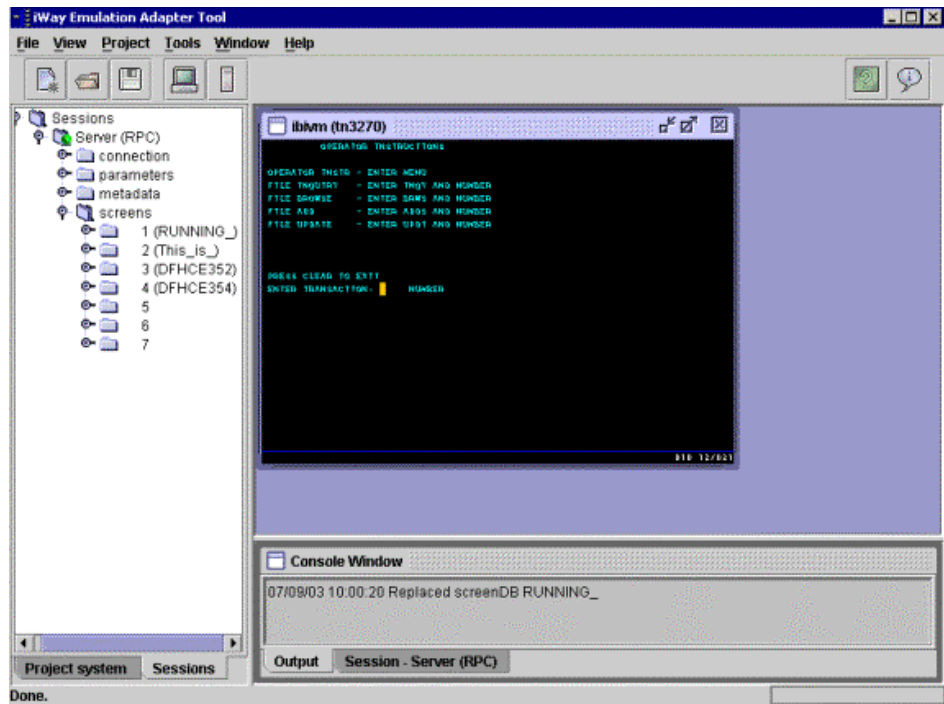 iWay Emulation Adapter Tool
File View Project Tools Window Help
Sessions
Server (RPC)
connection
parameters
metadata
screens
1 (RUNNING_)
2 (This_is_)
3 (DFHCE352)
4 (DFHCE354)
5
6
7
ibivm (tn3270)
OPERATOR INSTRUCTIONS
OPERATOR INSTR - ENTER MENU
FILE INQUIRY - ENTER INQY AND NUMBER
FILE BROWSE - ENTER BRWS AND NUMBER
FILE ADD - ENTER ADDS AND NUMBER
FILE UPDATE - ENTER UPDT AND NUMBER
PRESS CLEAR TO EXIT
ENTER TRANSACTION- NUMBER
12/021
Console Window
07/09/03 10:00:20 Replaced screenDB RUNNING_
Output Session - Server (RPC)
Project system Sessions
Done.